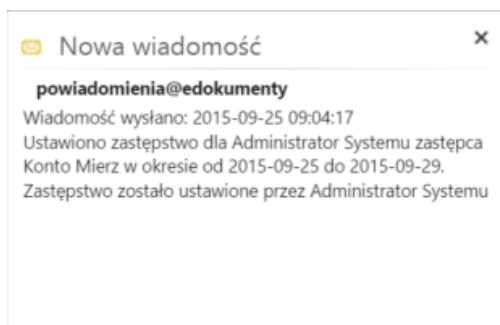 Nowa wiadomość
powiadomienia@edokumenty
Wiadomość wysłano: 2015-09-25 09:04:17
Ustawiono zastępstwo dla Administrator Systemu zastępca
Konto Mierz w okresie od 2015-09-25 do 2015-09-29.
Zastępstwo zostało ustawione przez Administrator Systemu